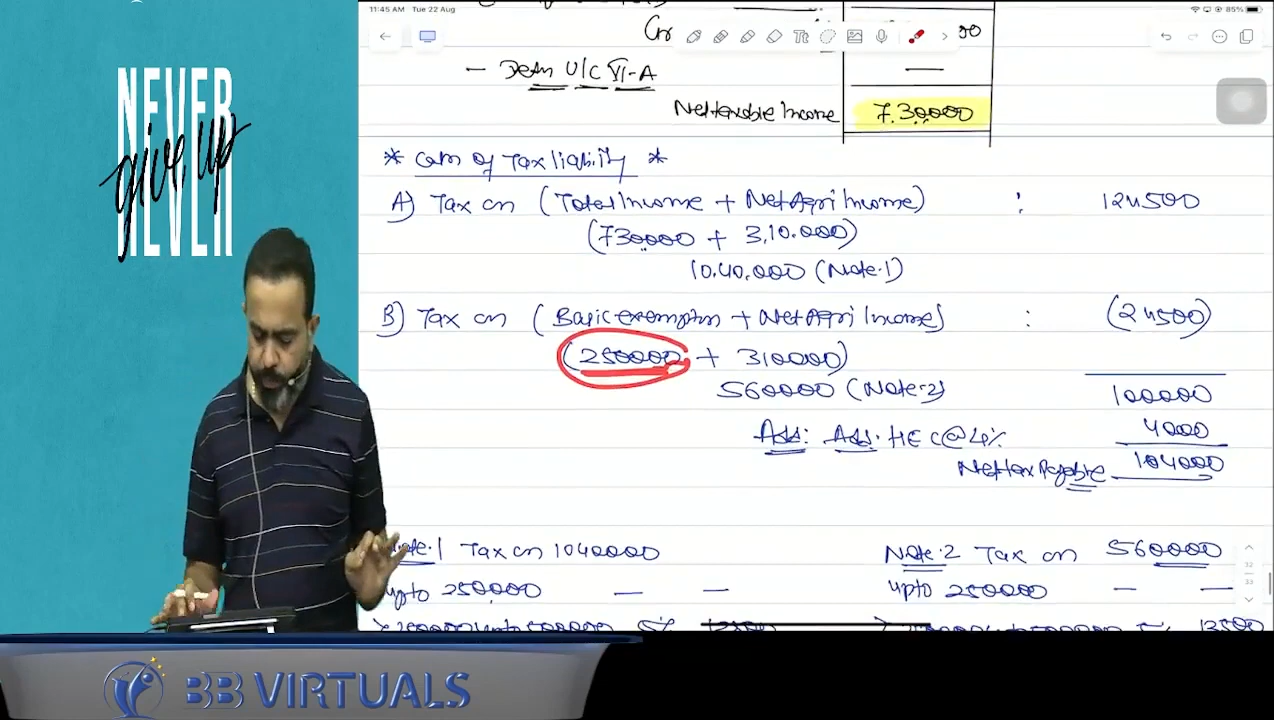 11:45 AM Tue 22 Aug 85%
NEVER
give up
NEVER
- Dedn U/C VI-A —
Net taxable Income 7,30,000
* Com of Tax liability *
A) Tax on (Total Income + Net Agri Income) : 124500
(730000 + 3,10,000)
10,40,000 (Note.1)
B) Tax on (Basic exemption + Net Agri Income) : (24500)
(250000 + 310000)
560000 (Note.2) 100000
Add: Add. HEC @ 4% 4000
Net tax Payable 104000
Note.1 Tax on 1040000
upto 250000 — —
Note.2 Tax on 560000
upto 250000 — —
BB VIRTUALS